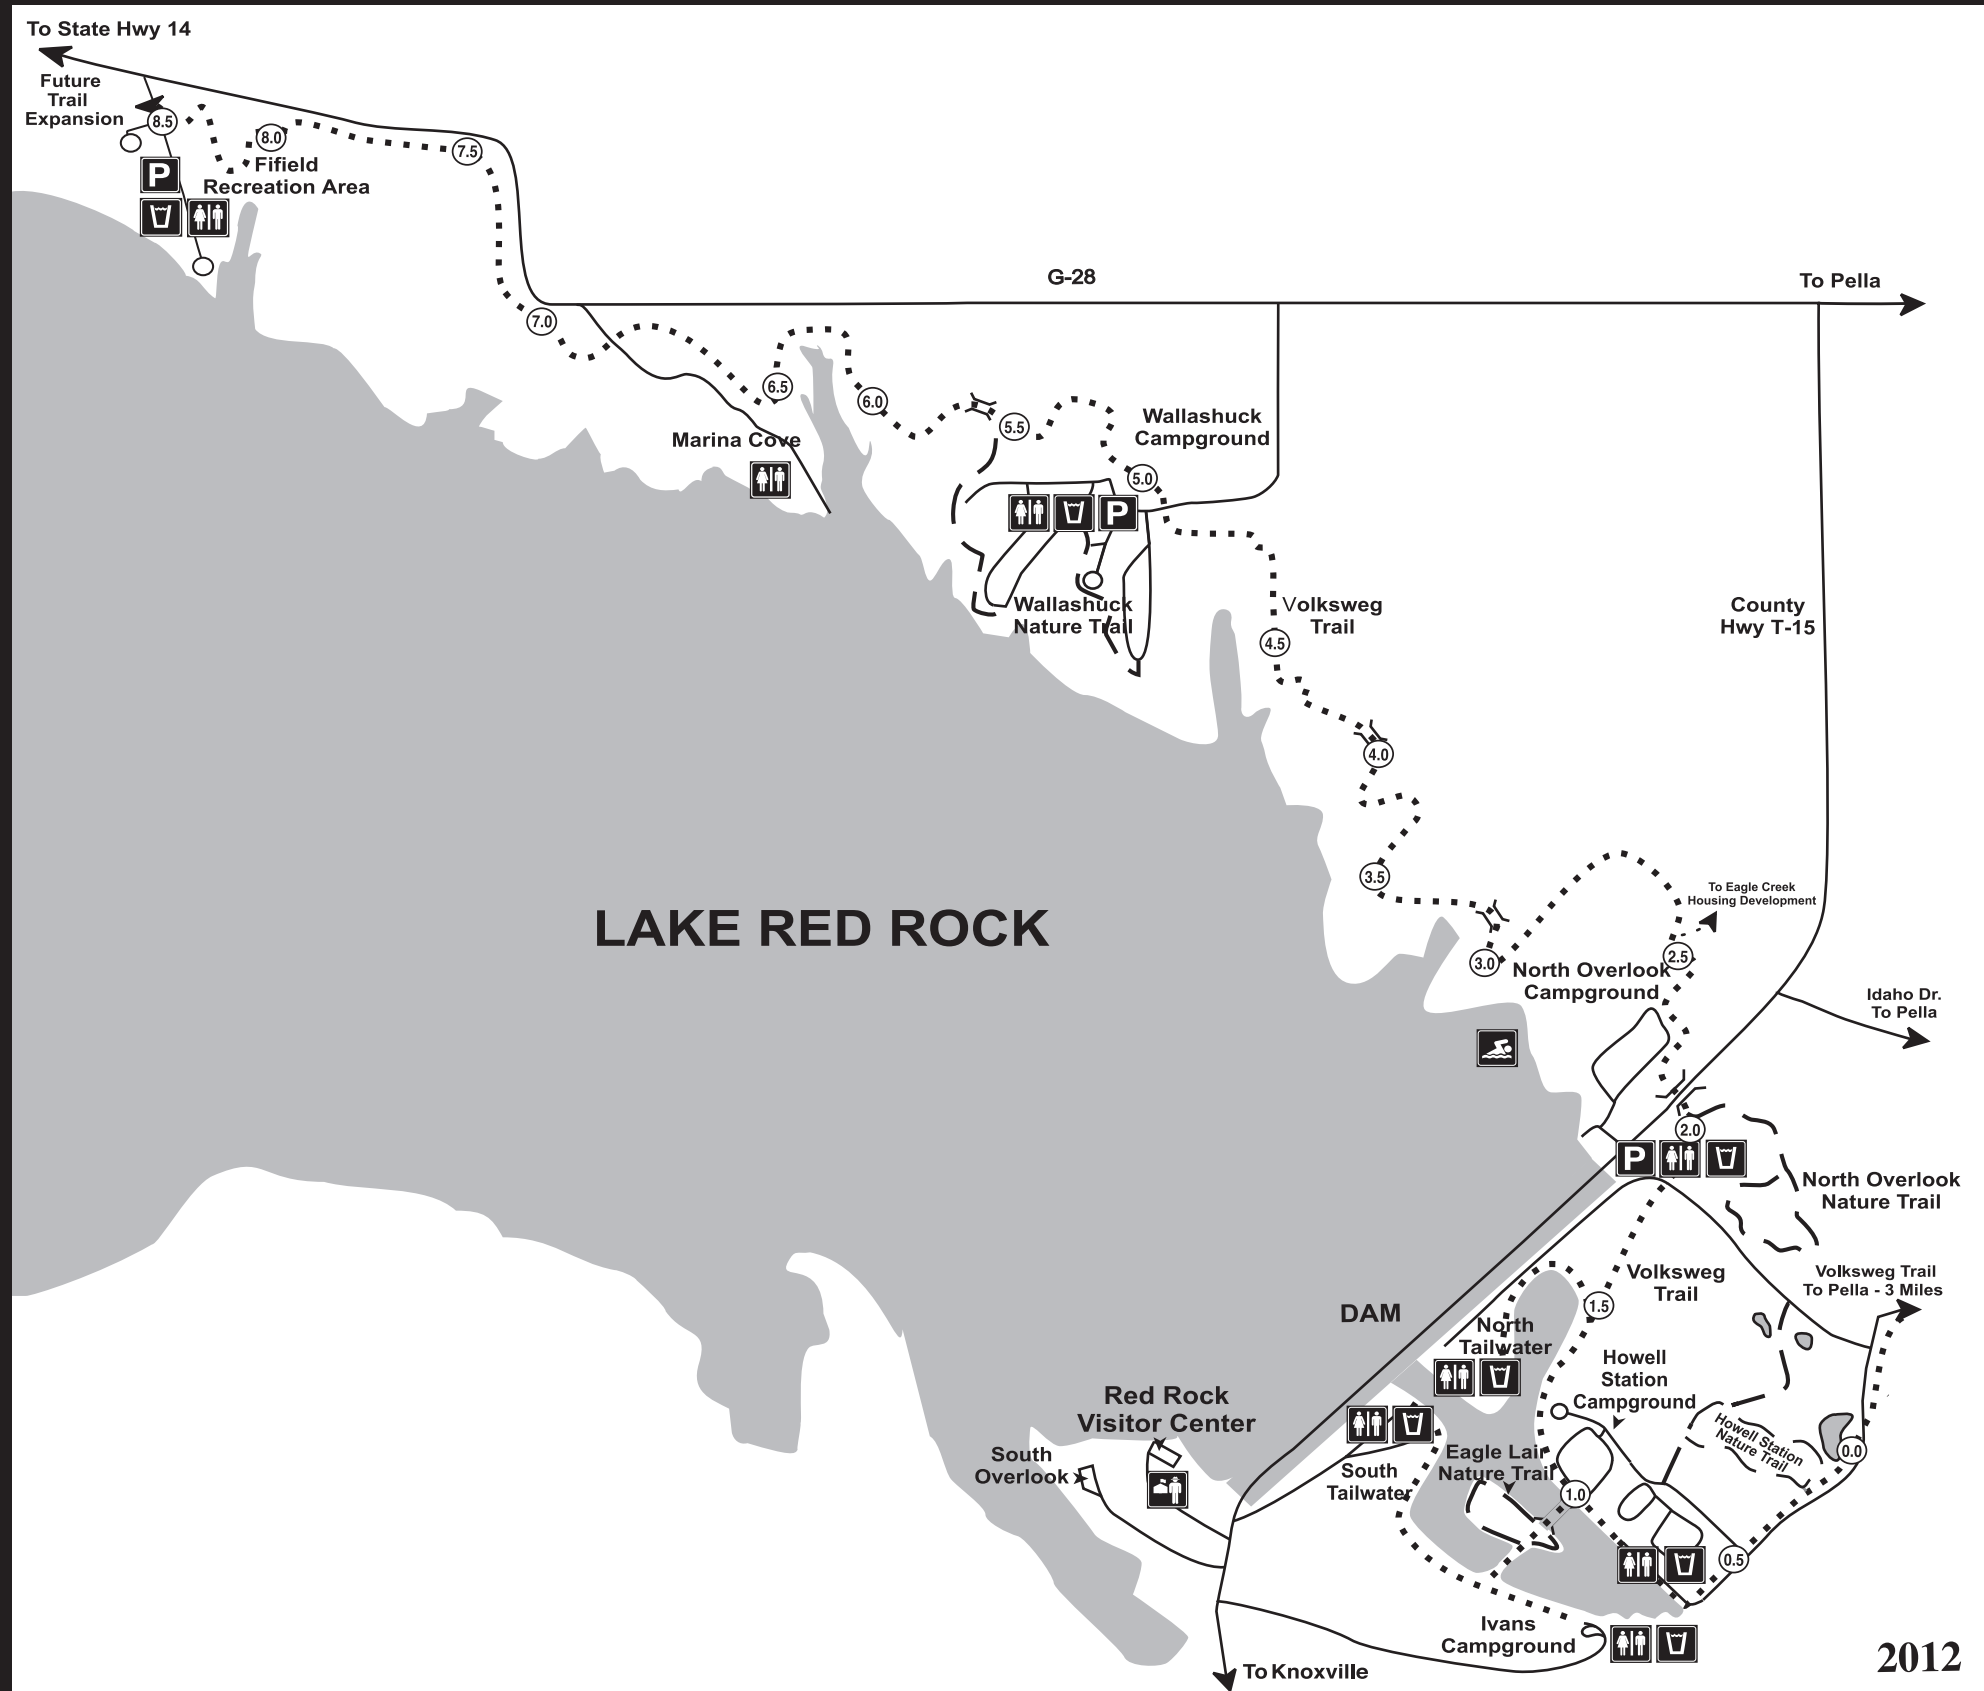 To State Hwy 14
Future
Trail
Expansion
8.5
8.0
7.5
P
Fifield
Recreation Area
G-28
To Pella
7.0
6.5
6.0
5.5
Marina Cove
Wallashuck
Campground
5.0
P
Wallashuck
Nature Trail
Volksweg
Trail
4.5
County
Hwy T-15
4.0
3.5
To Eagle Creek
Housing Development
LAKE RED ROCK
3.0
2.5
North Overlook
Campground
Idaho Dr.
To Pella
2.0
P
North Overlook
Nature Trail
Volksweg
Trail
Volksweg Trail
To Pella - 3 Miles
1.5
DAM
North
Tailwater
Howell
Station
Campground
Red Rock
Visitor Center
South
Overlook
South
Tailwater
Eagle Lair
Nature Trail
Howell Station
Nature Trail
0.0
1.0
0.5
Ivans
Campground
To Knoxville
2012